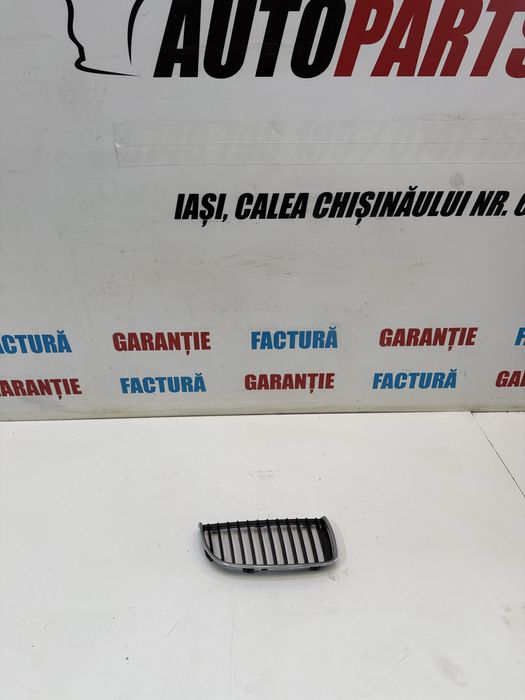 AUTOPARTS
IAȘI, CALEA CHIȘINĂULUI NR.
FACTURĂ GARANȚIE FACTURĂ GARANȚIE
GARANȚIE FACTURĂ GARANȚIE FACTURĂ